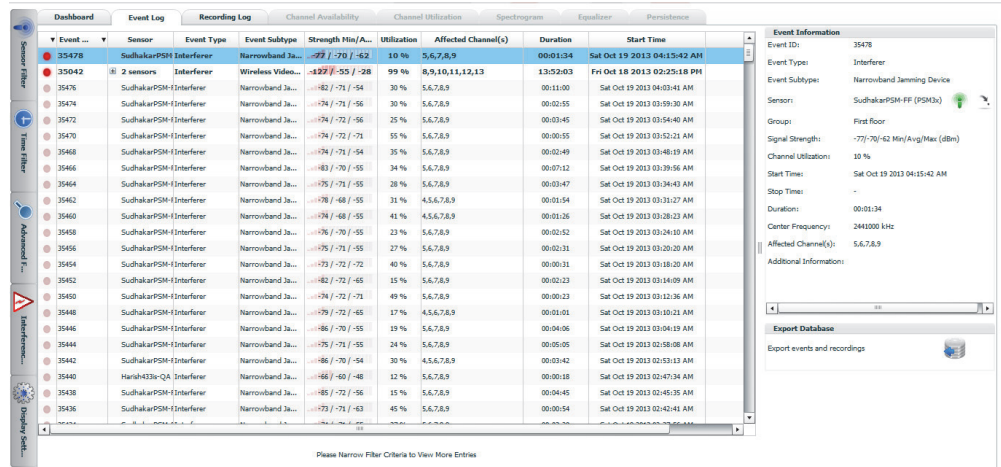 Dashboard Event Log Recording Log Channel Availability Channel Utilization Spectrogram Equalizer Persistence
Sensor Filter
Time Filter
Advanced F...
Interferenc...
Display Sett...
Event ... Sensor Event Type Event Subtype Strength Min/A... Utilization Affected Channel(s) Duration Start Time
35478 SudhakarPSM Interferer Narrowband Ja... -77 / -70 / -62 10 % 5,6,7,8,9 00:01:34 Sat Oct 19 2013 04:15:42 AM
35042 2 sensors Interferer Wireless Video... -127 / -55 / -28 99 % 8,9,10,11,12,13 13:52:03 Fri Oct 18 2013 02:25:18 PM
35476 SudhakarPSM-F Interferer Narrowband Ja... -82 / -71 / -54 30 % 5,6,7,8,9 00:11:00 Sat Oct 19 2013 04:03:41 AM
35474 SudhakarPSM-F Interferer Narrowband Ja... -74 / -71 / -56 30 % 5,6,7,8,9 00:02:55 Sat Oct 19 2013 03:59:30 AM
35472 SudhakarPSM-F Interferer Narrowband Ja... -74 / -72 / -56 25 % 5,6,7,8,9 00:03:45 Sat Oct 19 2013 03:54:40 AM
35470 SudhakarPSM-F Interferer Narrowband Ja... -74 / -72 / -71 55 % 5,6,7,8,9 00:00:55 Sat Oct 19 2013 03:52:21 AM
35468 SudhakarPSM-F Interferer Narrowband Ja... -74 / -71 / -54 35 % 5,6,7,8,9 00:02:49 Sat Oct 19 2013 03:48:19 AM
35466 SudhakarPSM-F Interferer Narrowband Ja... -83 / -70 / -55 34 % 5,6,7,8,9 00:07:12 Sat Oct 19 2013 03:39:56 AM
35464 SudhakarPSM-F Interferer Narrowband Ja... -75 / -71 / -55 28 % 5,6,7,8,9 00:03:47 Sat Oct 19 2013 03:34:43 AM
35462 SudhakarPSM-F Interferer Narrowband Ja... -78 / -68 / -55 31 % 4,5,6,7,8,9 00:01:54 Sat Oct 19 2013 03:31:27 AM
35460 SudhakarPSM-F Interferer Narrowband Ja... -74 / -68 / -55 41 % 4,5,6,7,8,9 00:01:26 Sat Oct 19 2013 03:28:23 AM
35458 SudhakarPSM-F Interferer Narrowband Ja... -76 / -70 / -55 23 % 5,6,7,8,9 00:02:52 Sat Oct 19 2013 03:24:10 AM
35456 SudhakarPSM-F Interferer Narrowband Ja... -75 / -71 / -55 27 % 5,6,7,8,9 00:02:31 Sat Oct 19 2013 03:20:20 AM
35454 SudhakarPSM-F Interferer Narrowband Ja... -73 / -72 / -72 40 % 5,6,7,8,9 00:00:31 Sat Oct 19 2013 03:18:20 AM
35452 SudhakarPSM-F Interferer Narrowband Ja... -82 / -72 / -65 15 % 5,6,7,8,9 00:02:23 Sat Oct 19 2013 03:14:09 AM
35450 SudhakarPSM-F Interferer Narrowband Ja... -74 / -72 / -71 49 % 5,6,7,8,9 00:00:23 Sat Oct 19 2013 03:12:36 AM
35448 SudhakarPSM-F Interferer Narrowband Ja... -79 / -72 / -65 17 % 4,5,6,7,8,9 00:01:01 Sat Oct 19 2013 03:10:21 AM
35446 SudhakarPSM-F Interferer Narrowband Ja... -86 / -70 / -55 19 % 5,6,7,8,9 00:04:06 Sat Oct 19 2013 03:04:19 AM
35444 SudhakarPSM-F Interferer Narrowband Ja... -75 / -71 / -55 24 % 5,6,7,8,9 00:05:05 Sat Oct 19 2013 02:58:08 AM
35442 SudhakarPSM-F Interferer Narrowband Ja... -86 / -70 / -54 30 % 4,5,6,7,8,9 00:03:42 Sat Oct 19 2013 02:53:13 AM
35440 Harish433is-QA Interferer Narrowband Ja... -66 / -60 / -48 12 % 5,6,7,8,9 00:00:18 Sat Oct 19 2013 02:47:34 AM
35438 SudhakarPSM-F Interferer Narrowband Ja... -85 / -72 / -56 15 % 5,6,7,8,9 00:04:45 Sat Oct 19 2013 02:45:35 AM
35436 SudhakarPSM-F Interferer Narrowband Ja... -73 / -71 / -63 45 % 5,6,7,8,9 00:00:54 Sat Oct 19 2013 02:42:41 AM
Please Narrow Filter Criteria to View More Entries
Event Information
Event ID: 35478
Event Type: Interferer
Event Subtype: Narrowband Jamming Device
Sensor: SudhakarPSM-FF (PSM3x)
Group: First floor
Signal Strength: -77/-70/-62 Min/Avg/Max (dBm)
Channel Utilization: 10 %
Start Time: Sat Oct 19 2013 04:15:42 AM
Stop Time: -
Duration: 00:01:34
Center Frequency: 2441000 kHz
Affected Channel(s): 5,6,7,8,9
Additional Information:
Export Database
Export events and recordings